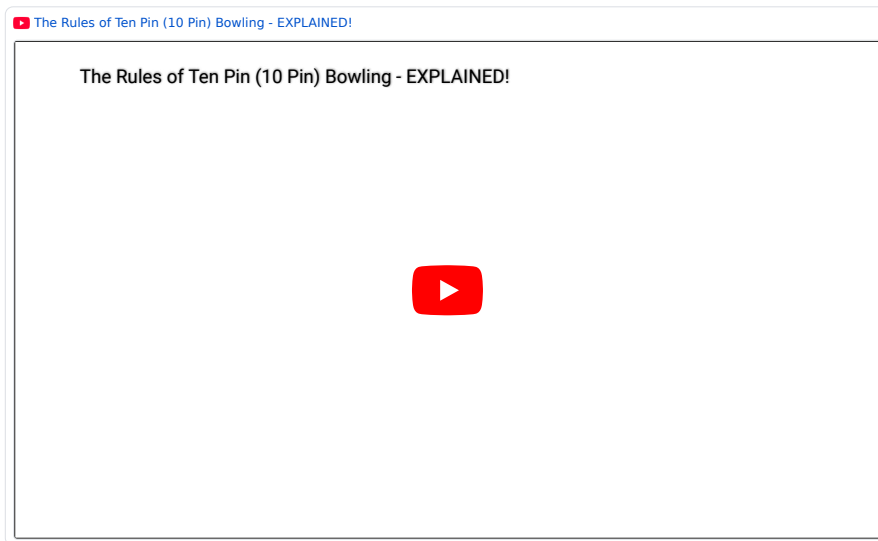 The Rules of Ten Pin (10 Pin) Bowling - EXPLAINED!
The Rules of Ten Pin (10 Pin) Bowling - EXPLAINED!